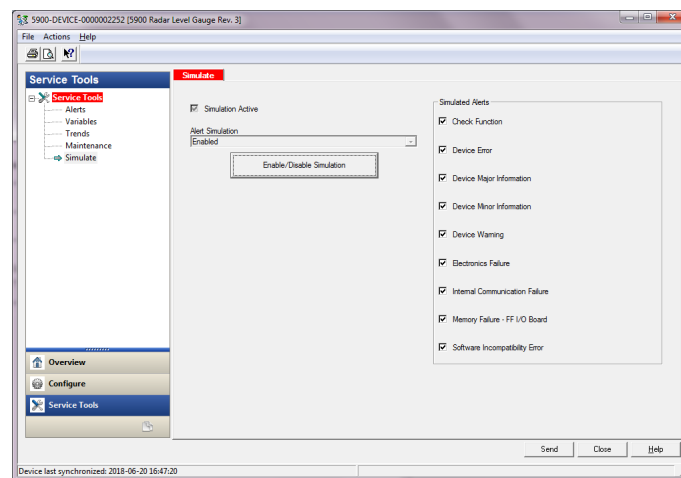 5900-DEVICE-0000002252 [5900 Radar Level Gauge Rev. 3]
File Actions Help
Service Tools
Service Tools
Alerts
Variables
Trends
Maintenance
Simulate
Overview
Configure
Service Tools
Simulate
Simulation Active
Alert Simulation
Enabled
Enable/Disable Simulation
Simulated Alerts
Check Function
Device Error
Device Major Information
Device Minor Information
Device Warning
Electronics Failure
Internal Communication Failure
Memory Failure - FF I/O Board
Software Incompatibility Error
Send Close Help
Device last synchronized: 2018-06-20 16:47:20